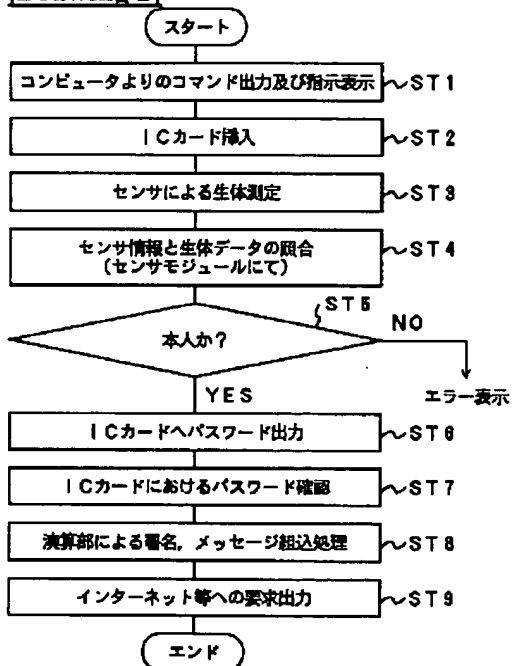 スタート
コンピュータよりのコマンド出力及び指示表示 ～ST1
ICカード挿入 ～ST2
センサによる生体測定 ～ST3
センサ情報と生体データの照合
(センサモジュールにて) ～ST4
ST5
本人か? NO
YES エラー表示
ICカードへパスワード出力 ～ST6
ICカードにおけるパスワード確認 ～ST7
演算部による署名,メッセージ組込処理 ～ST8
インターネット等への要求出力 ～ST9
エンド